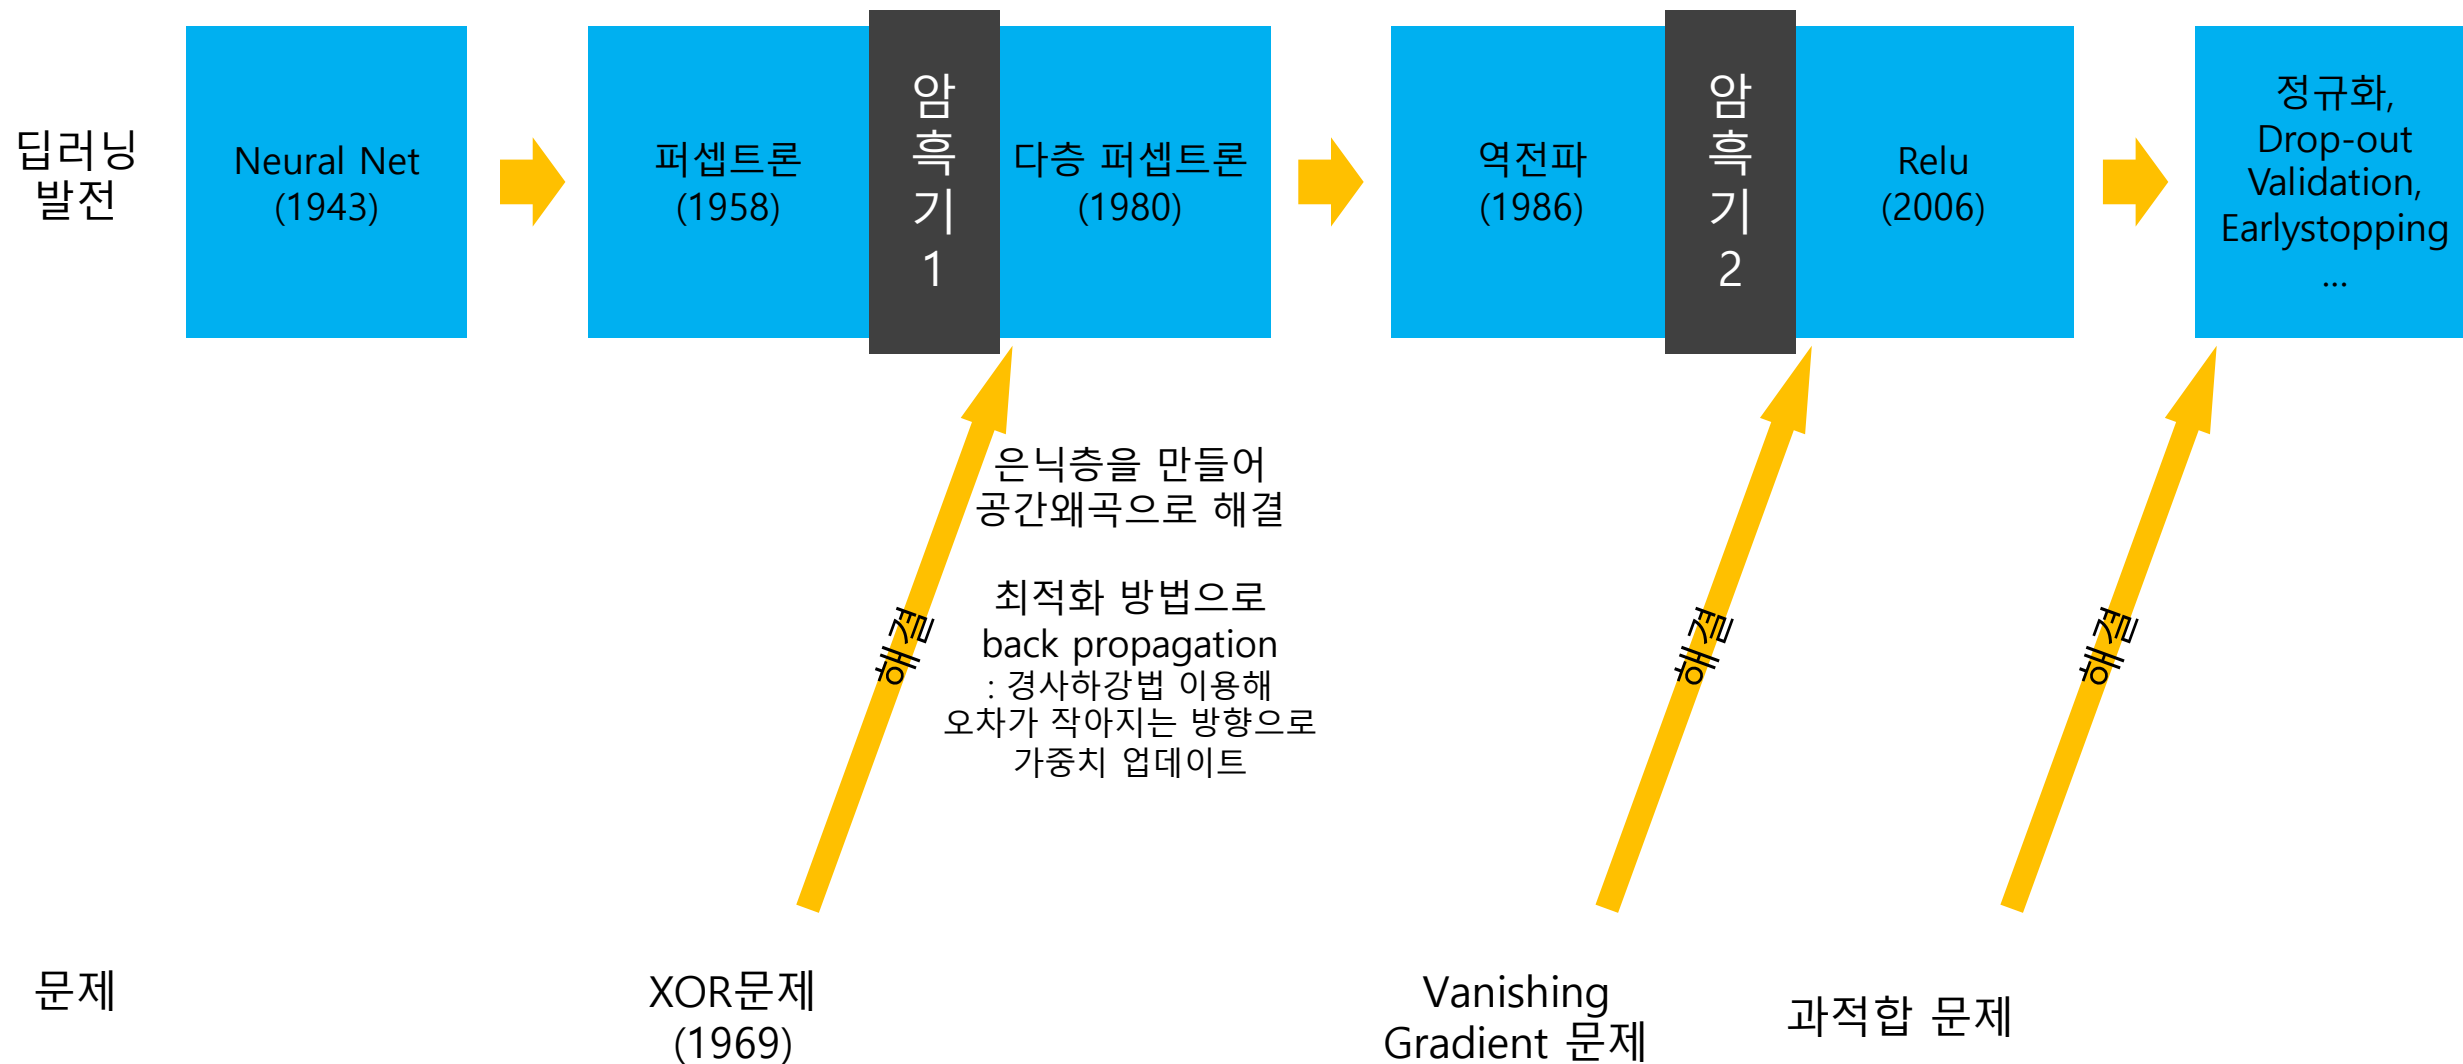 딥러닝
발전
Neural Net
(1943)
퍼셉트론
(1958)
암
흑
기
1
다층 퍼셉트론
(1980)
역전파
(1986)
암
흑
기
2
Relu
(2006)
정규화,
Drop-out
Validation,
Earlystopping
...
해결
은닉층을 만들어
공간왜곡으로 해결
최적화 방법으로
back propagation
: 경사하강법 이용해
오차가 작아지는 방향으로
가중치 업데이트
해결
해결
문제
XOR문제
(1969)
Vanishing
Gradient 문제
과적합 문제